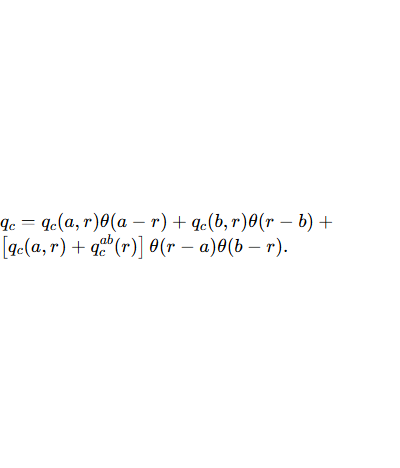 q_c = q_c(a, r)θ(a − r) + q_c(b, r)θ(r − b) +
[q_c(a, r) + q_c^{ab}(r)] θ(r − a)θ(b − r).